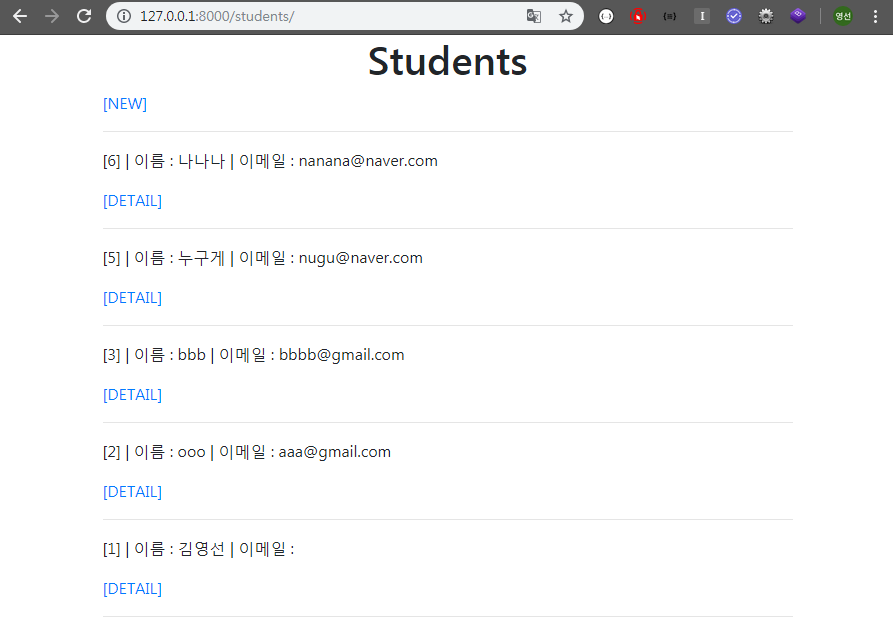 127.0.0.1:8000/students/
영선
Students
[NEW]
[6] | 이름 : 나나나 | 이메일 : nanana@naver.com
[DETAIL]
[5] | 이름 : 누구게 | 이메일 : nugu@naver.com
[DETAIL]
[3] | 이름 : bbb | 이메일 : bbbb@gmail.com
[DETAIL]
[2] | 이름 : ooo | 이메일 : aaa@gmail.com
[DETAIL]
[1] | 이름 : 김영선 | 이메일 :
[DETAIL]